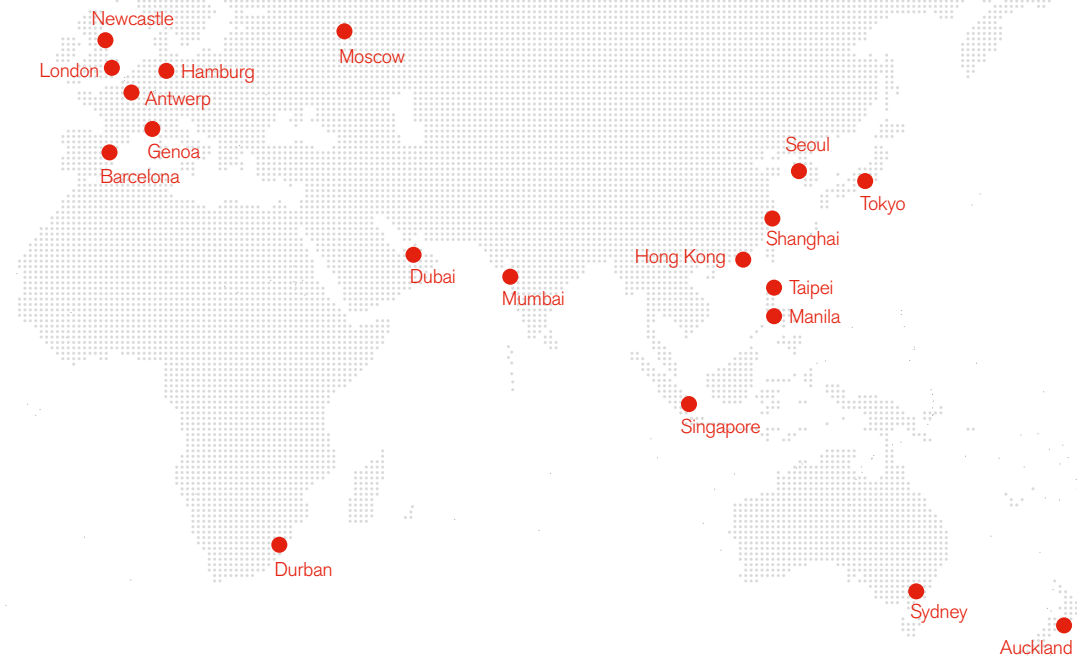 Newcastle
Moscow
London
Hamburg
Antwerp
Genoa
Barcelona
Seoul
Tokyo
Shanghai
Hong Kong
Dubai
Mumbai
Taipei
Manila
Singapore
Durban
Sydney
Auckland